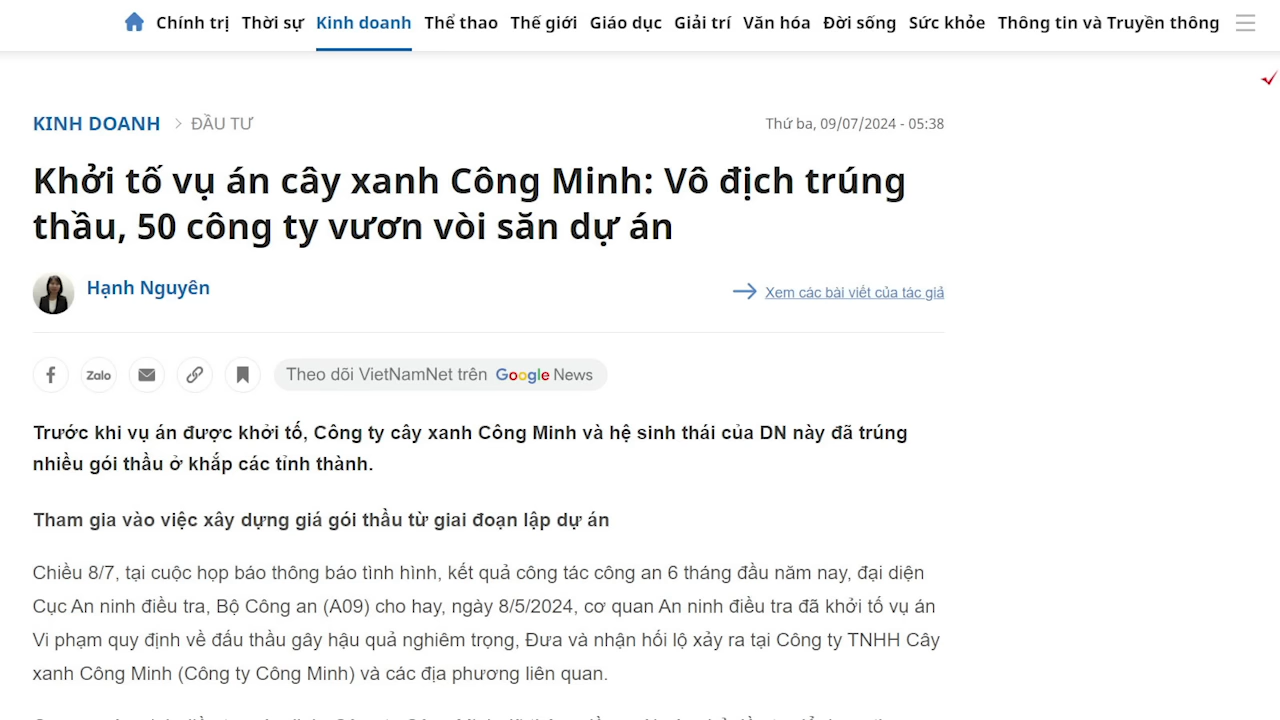 Chính trị Thời sự Kinh doanh Thể thao Thế giới Giáo dục Giải trí Văn hóa Đời sống Sức khỏe Thông tin và Truyền thông
KINH DOANH > ĐẦU TƯ
Thứ ba, 09/07/2024 - 05:38
Khởi tố vụ án cây xanh Công Minh: Vô địch trúng
thầu, 50 công ty vươn vòi săn dự án
Hạnh Nguyên
Xem các bài viết của tác giả
Zalo
Theo dõi VietNamNet trên Google News
Trước khi vụ án được khởi tố, Công ty cây xanh Công Minh và hệ sinh thái của DN này đã trúng
nhiều gói thầu ở khắp các tỉnh thành.
Tham gia vào việc xây dựng giá gói thầu từ giai đoạn lập dự án
Chiều 8/7, tại cuộc họp báo thông báo tình hình, kết quả công tác công an 6 tháng đầu năm nay, đại diện
Cục An ninh điều tra, Bộ Công an (A09) cho hay, ngày 8/5/2024, cơ quan An ninh điều tra đã khởi tố vụ án
Vi phạm quy định về đấu thầu gây hậu quả nghiêm trọng, Đưa và nhận hối lộ xảy ra tại Công ty TNHH Cây
xanh Công Minh (Công ty Công Minh) và các địa phương liên quan.